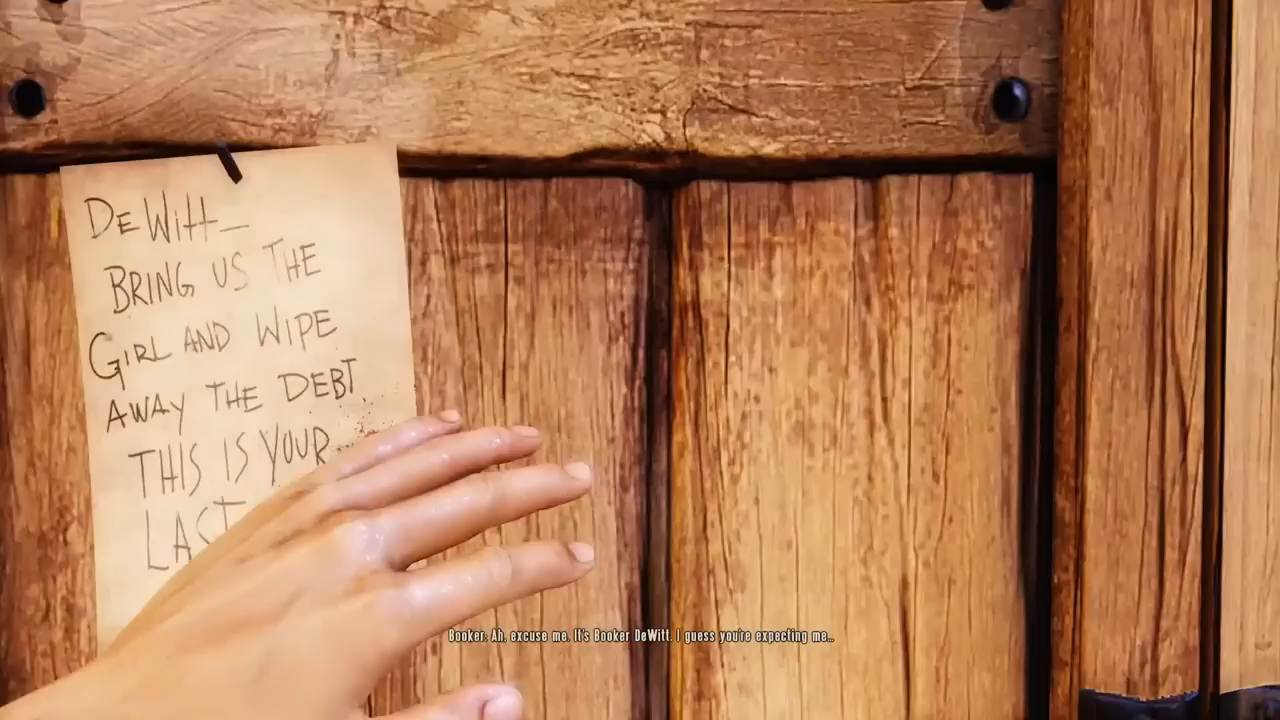 DEWitt—
BRING US THE
GIRL AND WIPE
AWAY THE DEBT.
THIS IS YOUR
LAST
Booker: Ah, excuse me. It's Booker DeWitt. I guess you're expecting me...